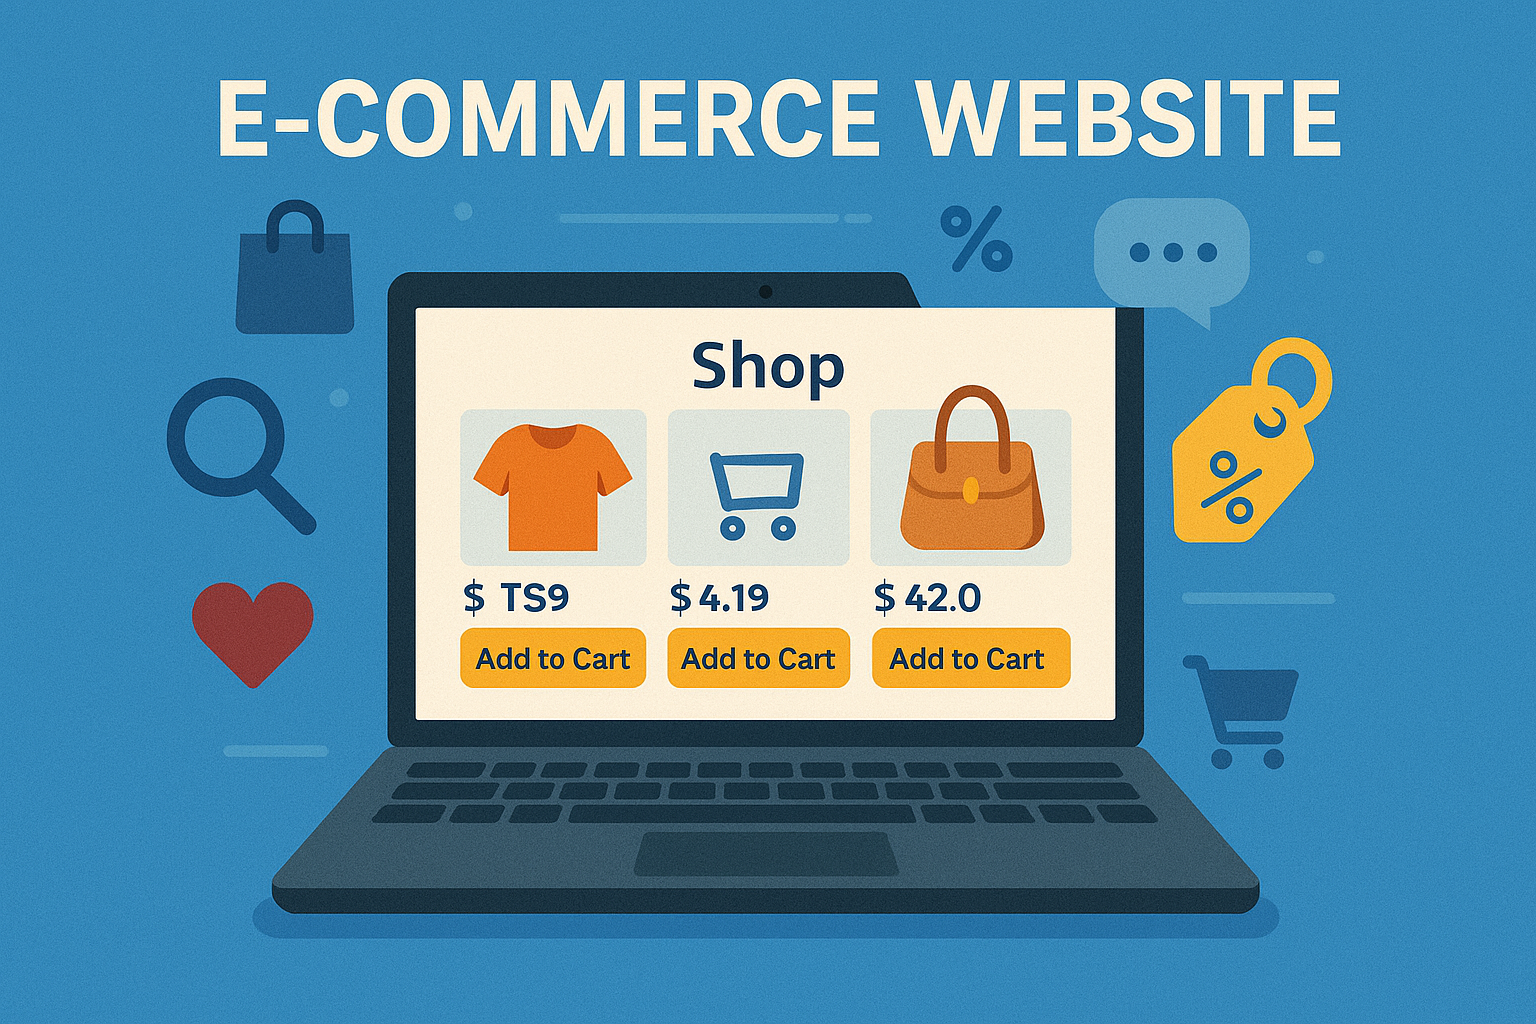 E-COMMERCE WEBSITE
%
Shop
%
$ TS9 $4.19 $42.0
Add to Cart Add to Cart Add to Cart